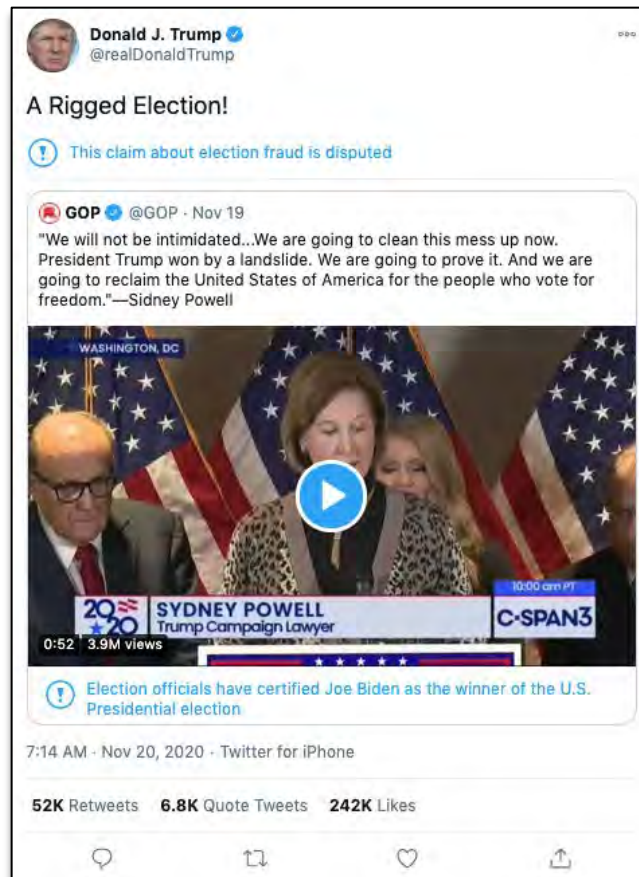 Donald J. Trump
@realDonaldTrump
A Rigged Election!
This claim about election fraud is disputed
GOP @GOP · Nov 19
"We will not be intimidated...We are going to clean this mess up now.
President Trump won by a landslide. We are going to prove it. And we are
going to reclaim the United States of America for the people who vote for
freedom."—Sidney Powell
WASHINGTON, DC
10:00 am PT
2020
SYDNEY POWELL
Trump Campaign Lawyer
C-SPAN3
0:52 3.9M views
Election officials have certified Joe Biden as the winner of the U.S.
Presidential election
7:14 AM · Nov 20, 2020 · Twitter for iPhone
52K Retweets 6.8K Quote Tweets 242K Likes